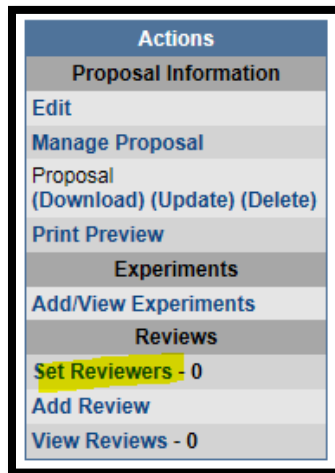 Actions
Proposal Information
Edit
Manage Proposal
Proposal
(Download) (Update) (Delete)
Print Preview
Experiments
Add/View Experiments
Reviews
Set Reviewers - 0
Add Review
View Reviews - 0